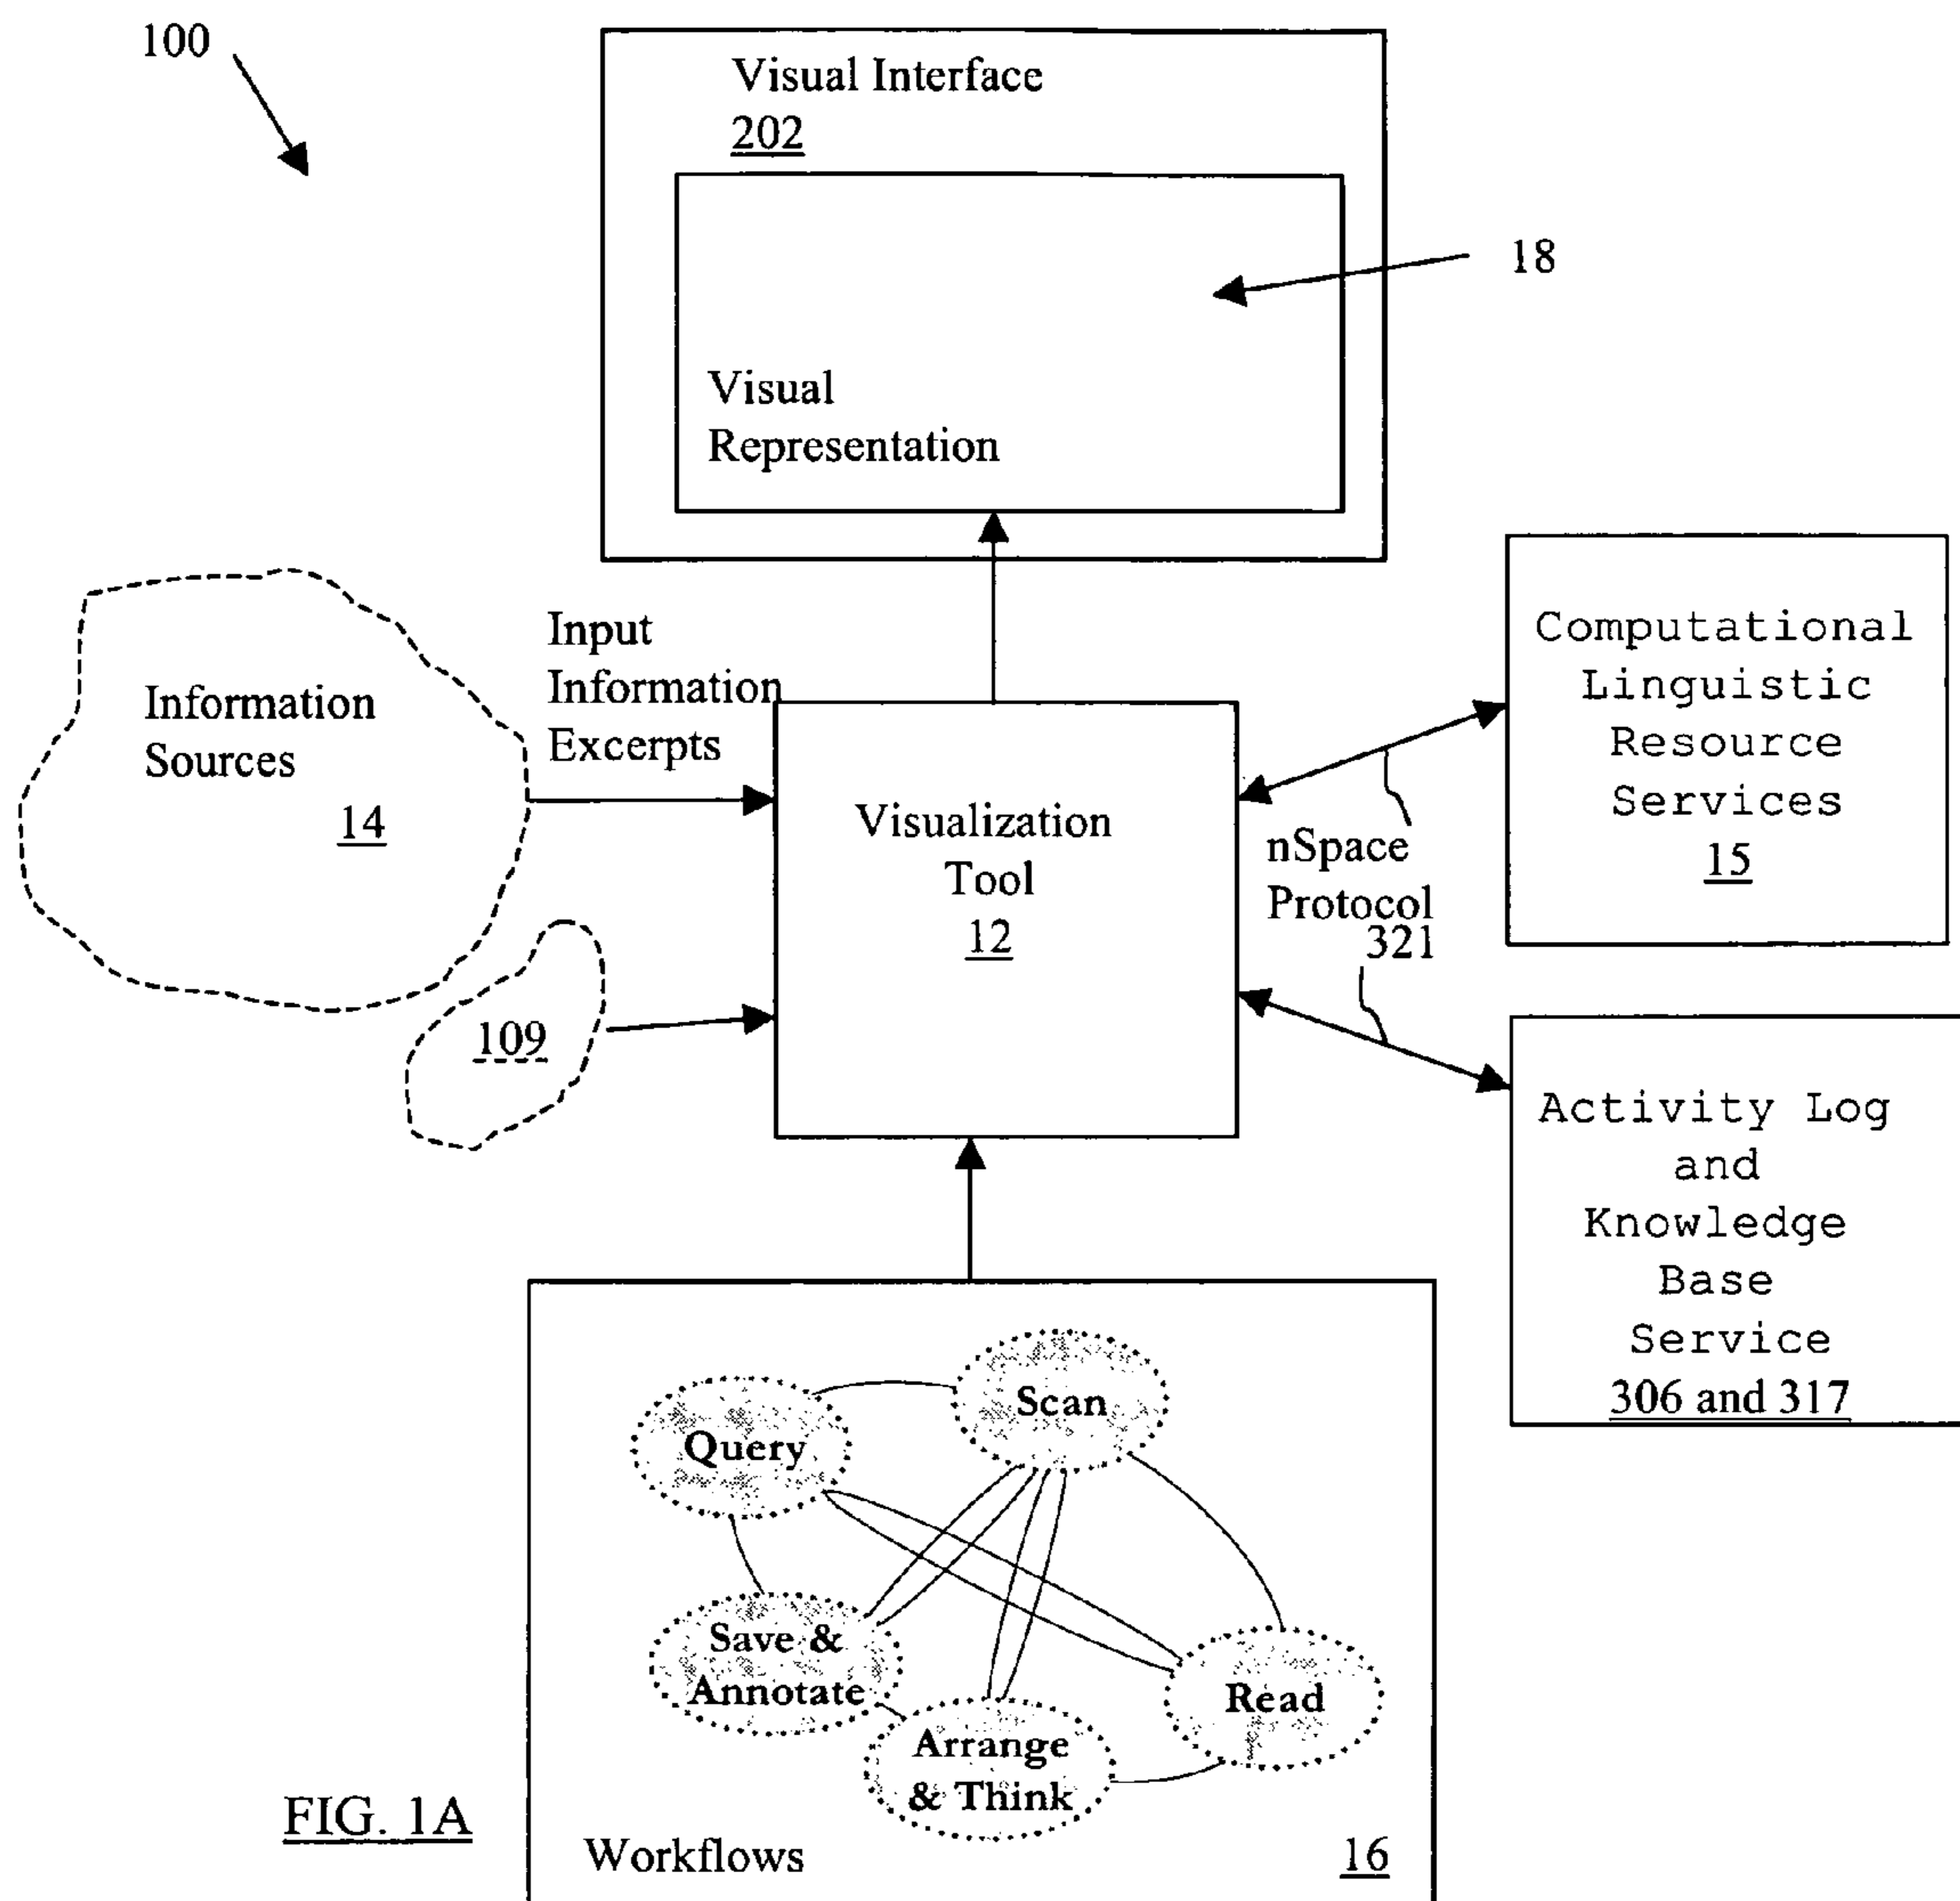 100
Visual Interface
202
18
Visual
Representation
Input
Information
Excerpts
Information
Sources
14
109
Visualization
Tool
12
nSpace
Protocol
321
Computational
Linguistic
Resource
Services
15
Activity Log
and
Knowledge
Base
Service
306 and 317
Scan
Query
Save &
Annotate
Arrange
& Think
Read
Workflows
16
FIG. 1A